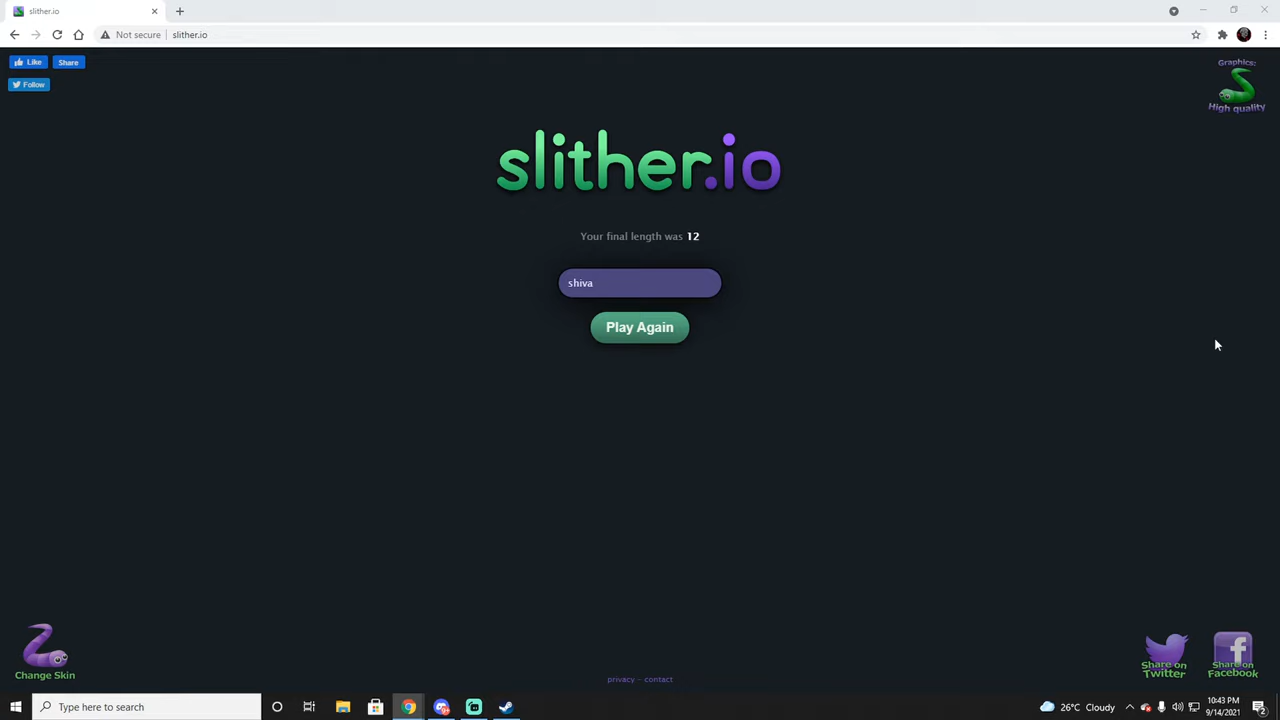 slither.io
Not secure
slither.io
Like
Share
Follow
Graphics:
High quality
slither.io
Your final length was 12
shiva
Play Again
Change Skin
privacy - contact
Share on
Twitter
Share on
Facebook
Type here to search
26°C Cloudy
10:43 PM
9/14/2021
2